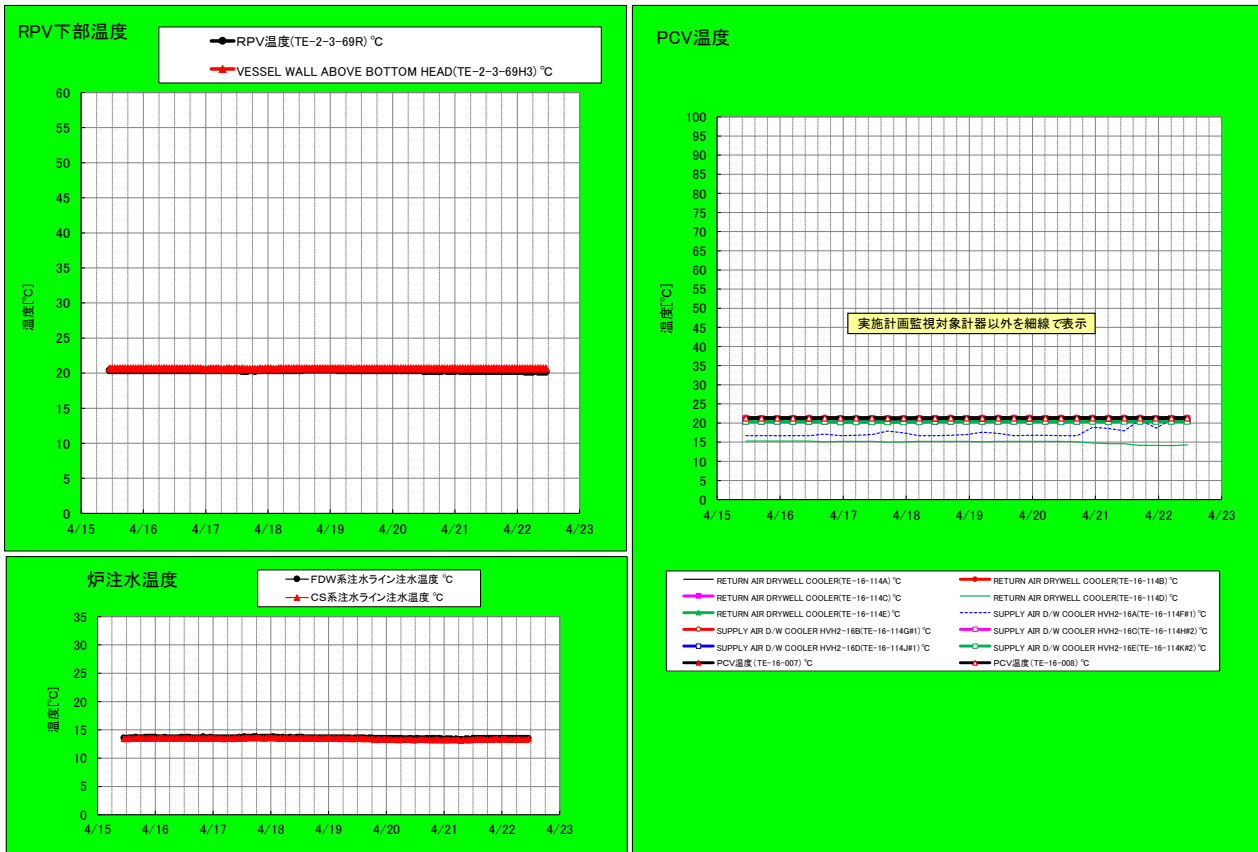 RPV下部温度
RPV温度(TE-2-3-69R) ℃
VESSEL WALL ABOVE BOTTOM HEAD(TE-2-3-69H3) ℃
60
55
50
45
40
35
30
25
20
15
10
5
0
温度[℃]
4/15 4/16 4/17 4/18 4/19 4/20 4/21 4/22 4/23
炉注水温度
FDW系注水ライン注水温度 ℃
CS系注水ライン注水温度 ℃
35
30
25
20
15
10
5
0
温度[℃]
4/15 4/16 4/17 4/18 4/19 4/20 4/21 4/22 4/23
PCV温度
100
95
90
85
80
75
70
65
60
55
50
45
40
35
30
25
20
15
10
5
0
温度[℃]
実施計画監視対象計器以外を細線で表示
4/15 4/16 4/17 4/18 4/19 4/20 4/21 4/22 4/23
RETURN AIR DRYWELL COOLER(TE-16-114A) ℃
RETURN AIR DRYWELL COOLER(TE-16-114B) ℃
RETURN AIR DRYWELL COOLER(TE-16-114C) ℃
RETURN AIR DRYWELL COOLER(TE-16-114D) ℃
RETURN AIR DRYWELL COOLER(TE-16-114E) ℃
SUPPLY AIR D/W COOLER HVH2-16A(TE-16-114F#1) ℃
SUPPLY AIR D/W COOLER HVH2-16B(TE-16-114G#1) ℃
SUPPLY AIR D/W COOLER HVH2-16C(TE-16-114H#2) ℃
SUPPLY AIR D/W COOLER HVH2-16D(TE-16-114J#1) ℃
SUPPLY AIR D/W COOLER HVH2-16E(TE-16-114K#2) ℃
PCV温度(TE-16-007) ℃
PCV温度(TE-16-008) ℃